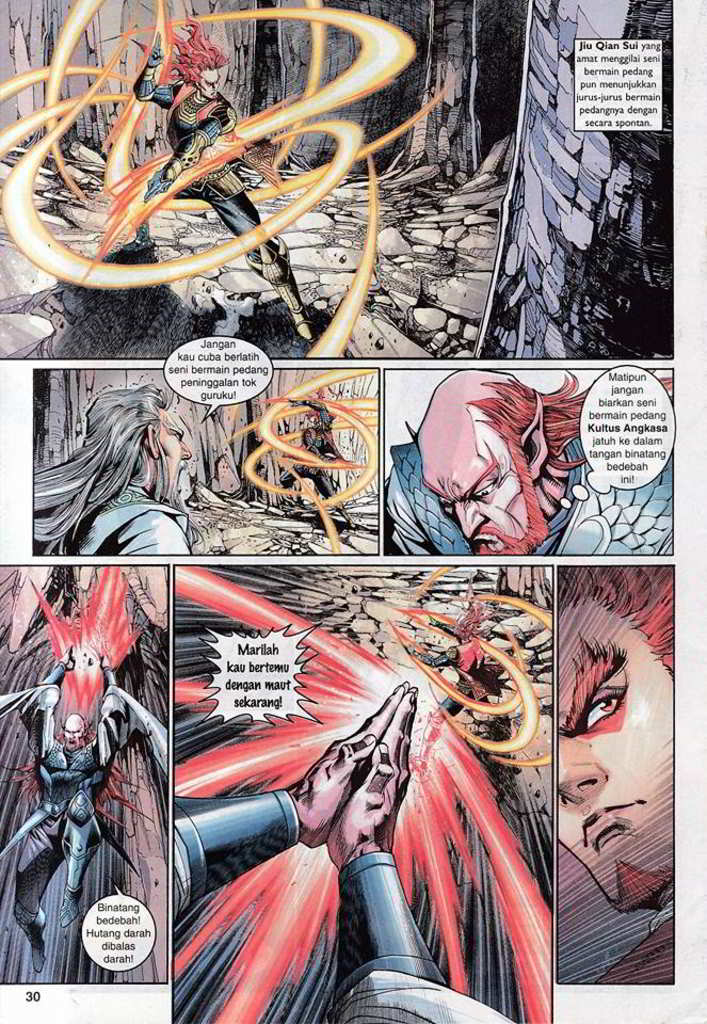 Jiu Qian Sui yang
amat menggilai seni
bermain pedang
pun menunjukkan
jurus-jurus bermain
pedangnya dengan
secara spontan.
Jangan
kau cuba berlatih
seni bermain pedang
peninggalan tok
guruku!
Matipun
jangan
biarkan seni
bermain pedang
Kultus Angkasa
jatuh ke dalam
tangan binatang
bedebah
ini!
Marilah
kau bertemu
dengan maut
sekarang!
Binatang
bedebah!
Hutang darah
dibalas
darah!
30